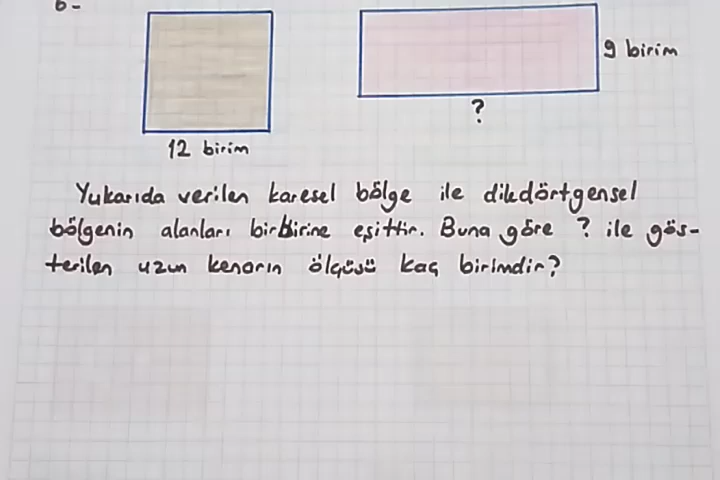 6-
9 birim
?
12 birim
Yukarıda verilen karesel bölge ile dikdörtgensel
bölgenin alanları birbirine eşittir. Buna göre ? ile gös-
terilen uzun kenarın ölçüsü kaç birimdir?